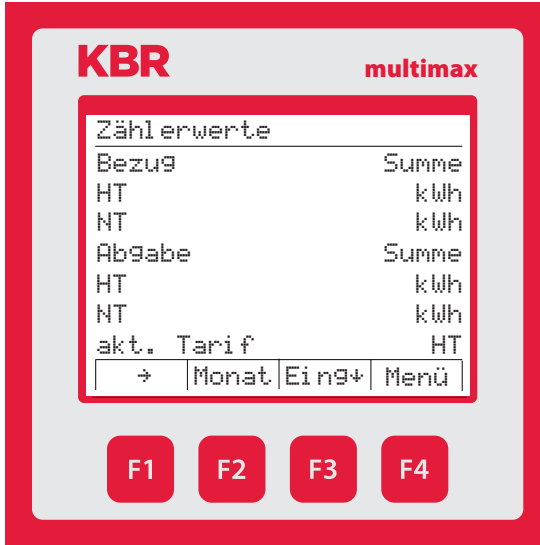 KBR multimax
Zählerwerte
Bezug Summe
HT kWh
NT kWh
Abgabe Summe
HT kWh
NT kWh
akt. Tarif HT
→ Monat Eing↓ Menü
F1 F2 F3 F4